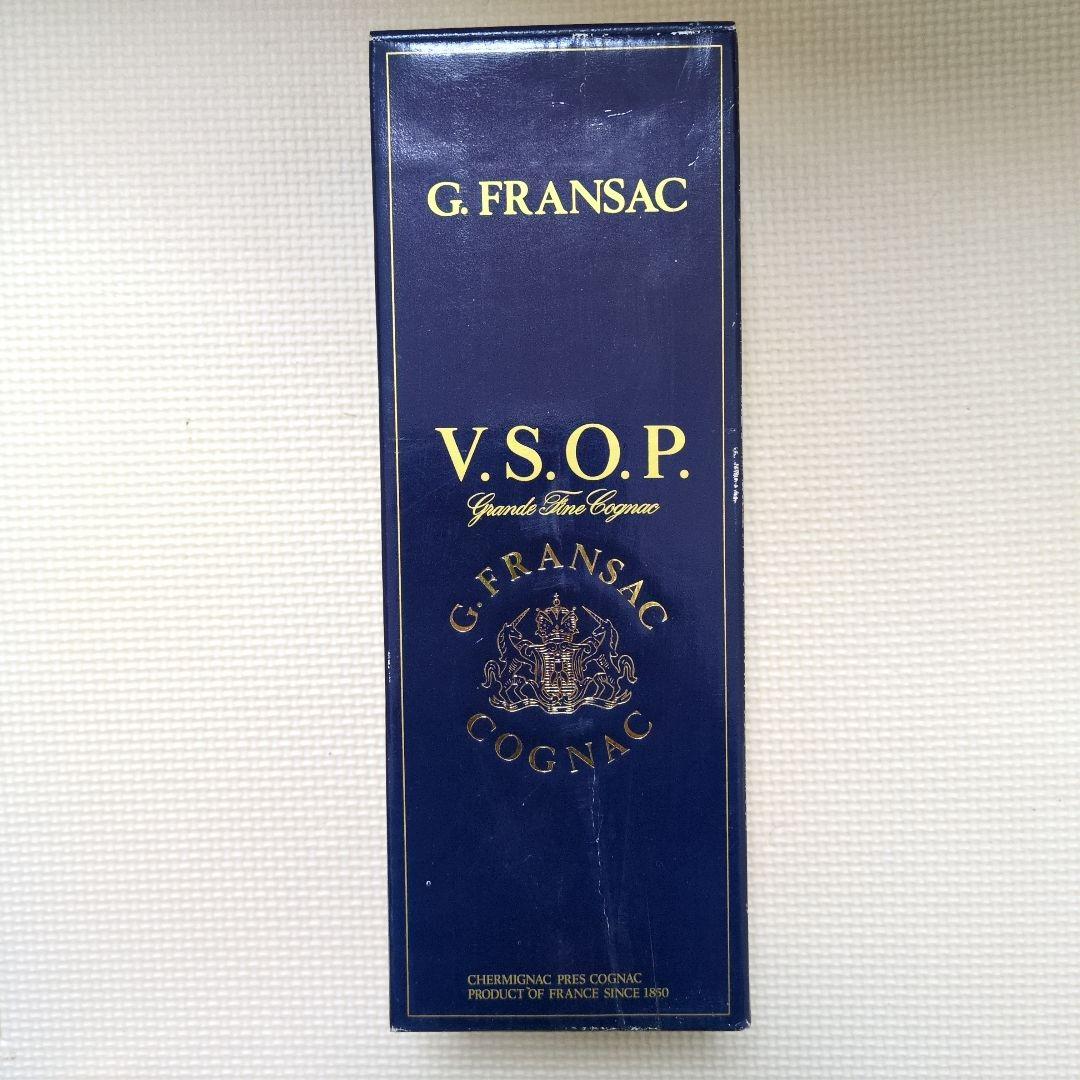 G. FRANSAC
V.S.O.P.
Grande Fine Cognac
G. FRANSAC
COGNAC
CHERMIGNAC PRES COGNAC
PRODUCT OF FRANCE SINCE 1850